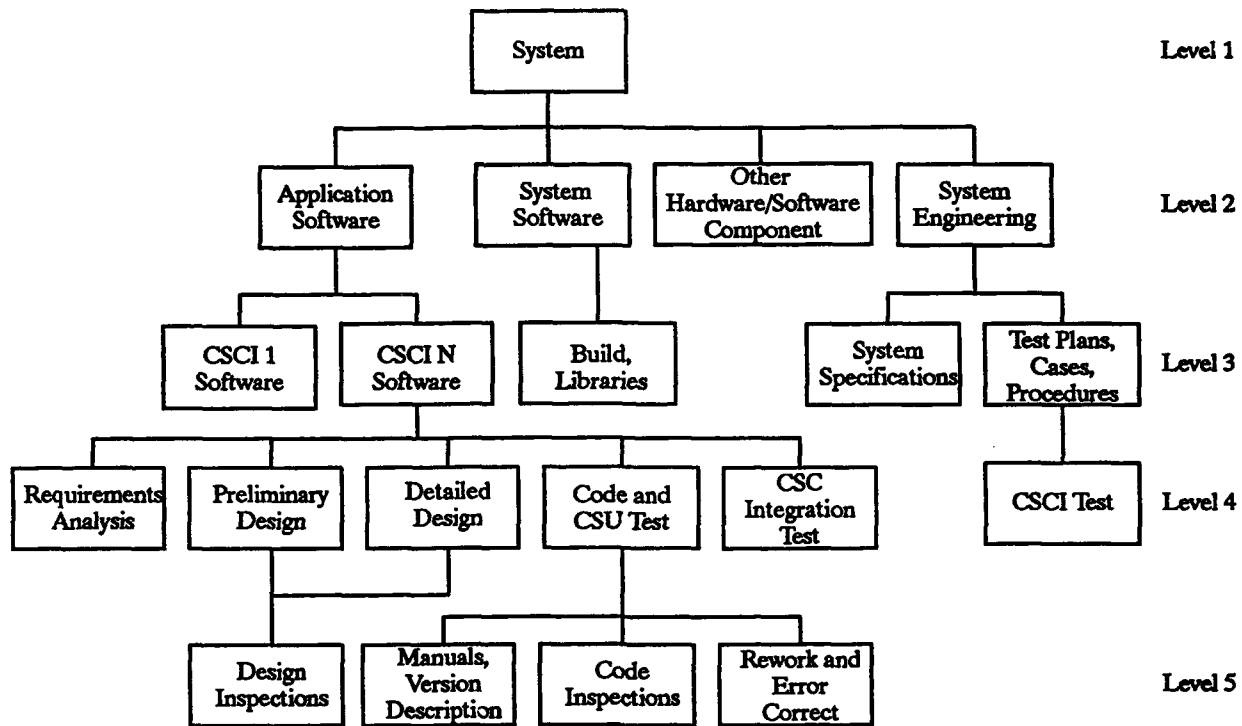 System
Level 1
Application
Software
System
Software
Other
Hardware/Software
Component
System
Engineering
Level 2
CSCI 1
Software
CSCI N
Software
Build,
Libraries
System
Specifications
Test Plans,
Cases,
Procedures
Level 3
Requirements
Analysis
Preliminary
Design
Detailed
Design
Code and
CSU Test
CSC
Integration
Test
CSCI Test
Level 4
Design
Inspections
Manuals,
Version
Description
Code
Inspections
Rework and
Error
Correct
Level 5